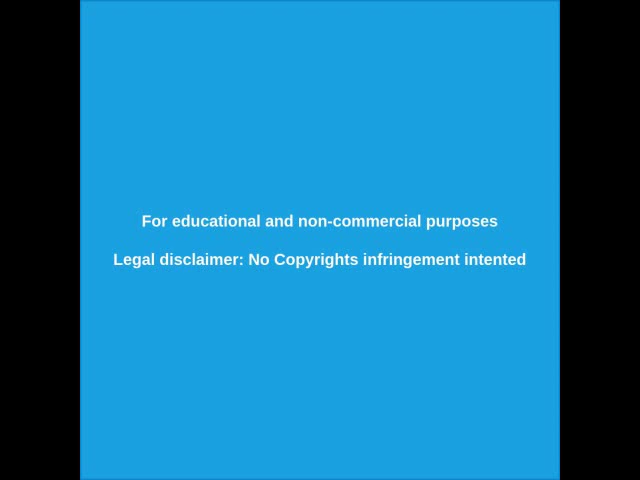 For educational and non-commercial purposes
Legal disclaimer: No Copyrights infringement intented